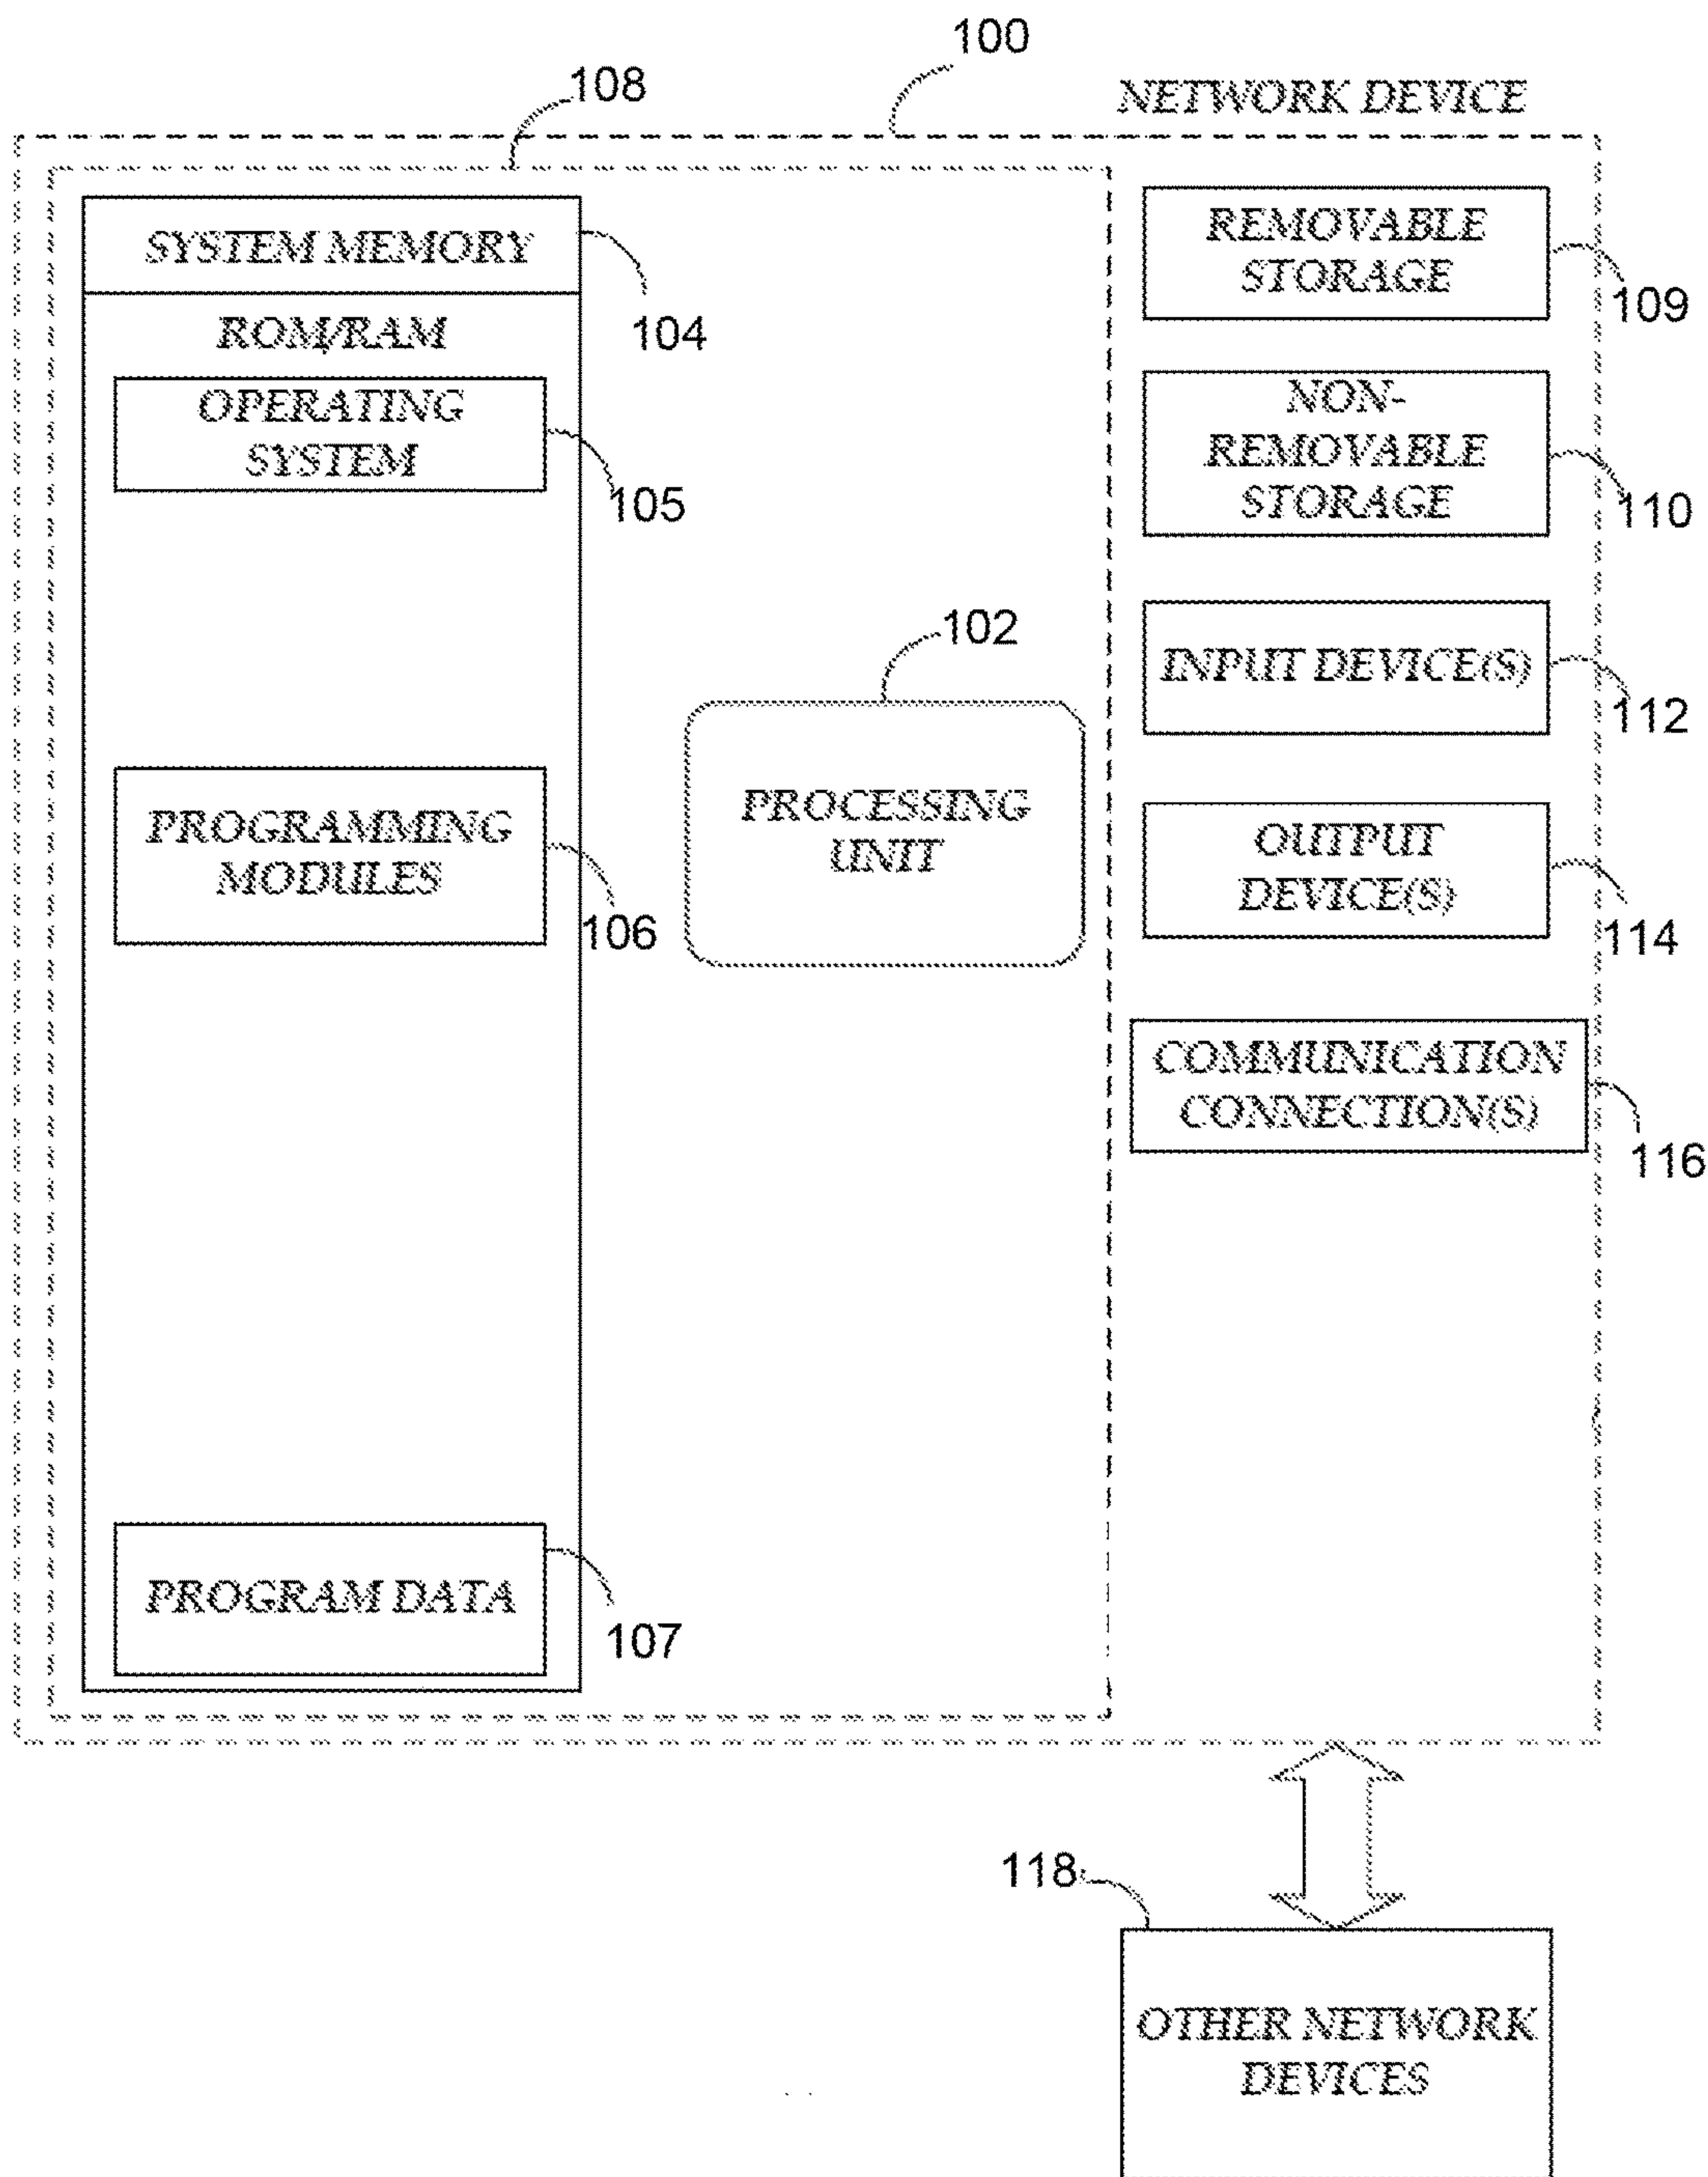 100
108
NETWORK DEVICE
SYSTEM MEMORY
104
ROM/RAM
OPERATING
SYSTEM
105
PROGRAMMING
MODULES
106
PROGRAM DATA
107
102
PROCESSING
UNIT
REMOVABLE
STORAGE
109
NON-
REMOVABLE
STORAGE
110
INPUT DEVICE(S)
112
OUTPUT
DEVICE(S)
114
COMMUNICATION
CONNECTION(S)
116
118
OTHER NETWORK
DEVICES